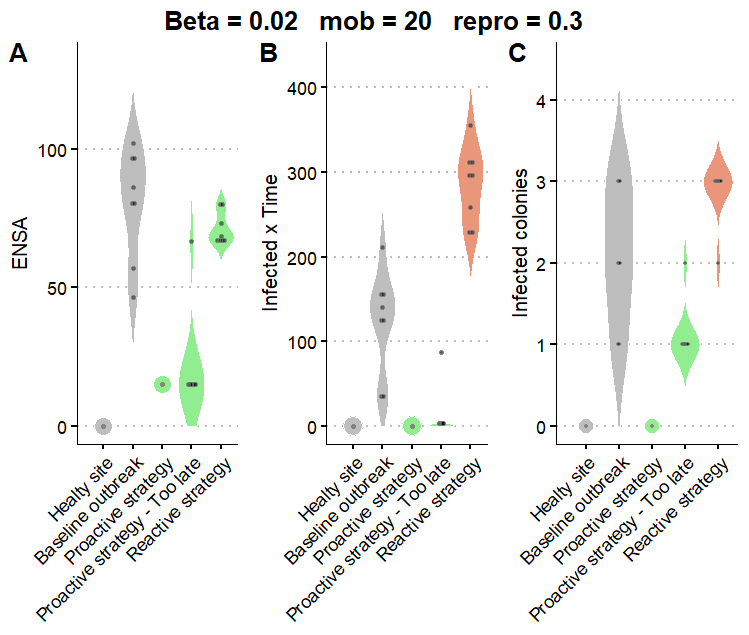 Beta = 0.02   mob = 20   repro = 0.3
A
ENSA
100
50
0
Healty site
Baseline outbreak
Proactive strategy
Proactive strategy - Too late
Reactive strategy
B
Infected x Time
400
300
200
100
0
Healty site
Baseline outbreak
Proactive strategy
Proactive strategy - Too late
Reactive strategy
C
Infected colonies
4
3
2
1
0
Healty site
Baseline outbreak
Proactive strategy
Proactive strategy - Too late
Reactive strategy